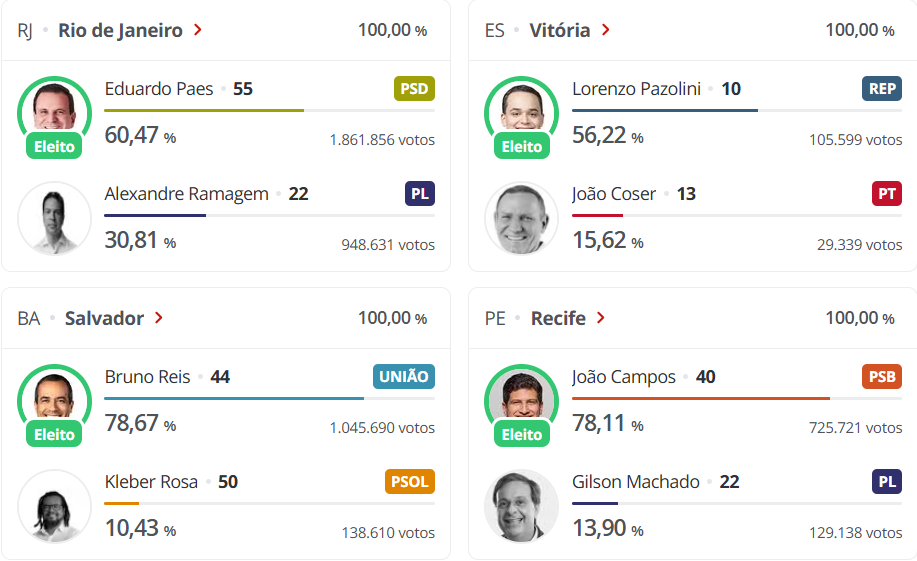 RJ • Rio de Janeiro > 100,00 %
Eduardo Paes • 55 PSD
Eleito
60,47 % 1.861.856 votos
Alexandre Ramagem • 22 PL
30,81 % 948.631 votos
ES • Vitória > 100,00 %
Lorenzo Pazolini • 10 REP
Eleito
56,22 % 105.599 votos
João Coser • 13 PT
15,62 % 29.339 votos
BA • Salvador > 100,00 %
Bruno Reis • 44 UNIÃO
Eleito
78,67 % 1.045.690 votos
Kleber Rosa • 50 PSOL
10,43 % 138.610 votos
PE • Recife > 100,00 %
João Campos • 40 PSB
Eleito
78,11 % 725.721 votos
Gilson Machado • 22 PL
13,90 % 129.138 votos